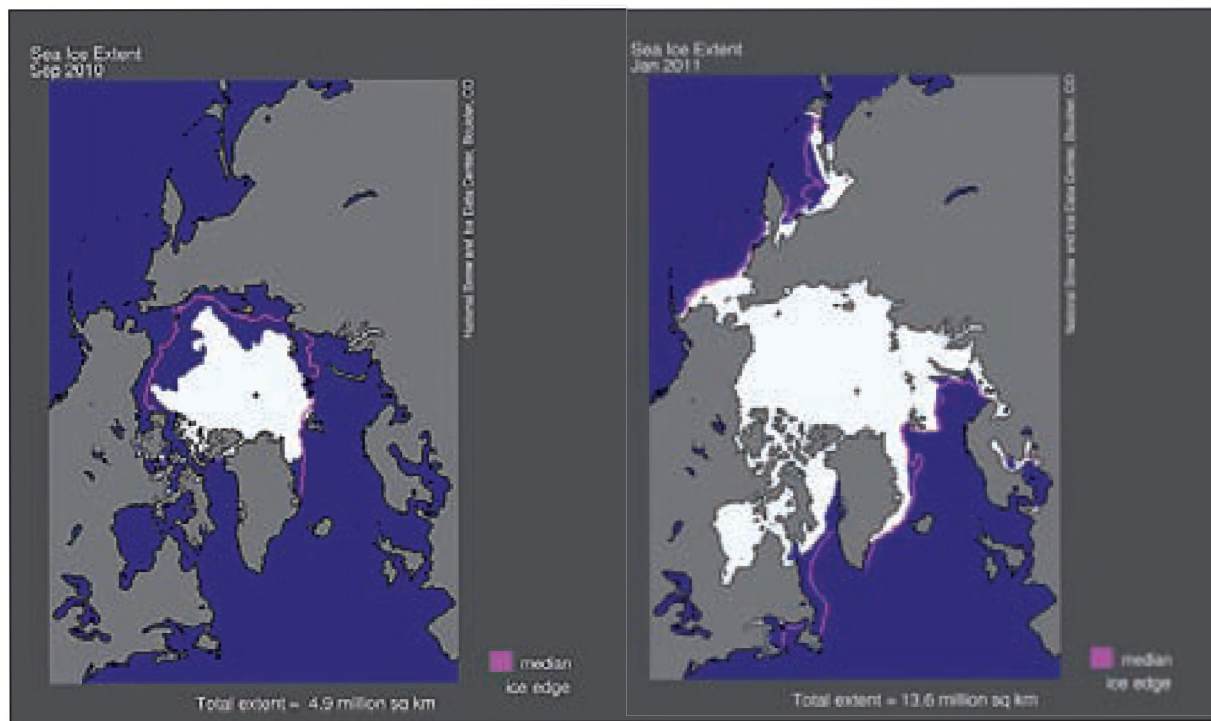 Sea Ice Extent
Sep 2010
National Snow and Ice Data Center, Boulder, CO
median
ice edge
Total extent = 4.9 million sq km
Sea Ice Extent
Jan 2011
National Snow and Ice Data Center, Boulder, CO
median
ice edge
Total extent = 13.6 million sq km